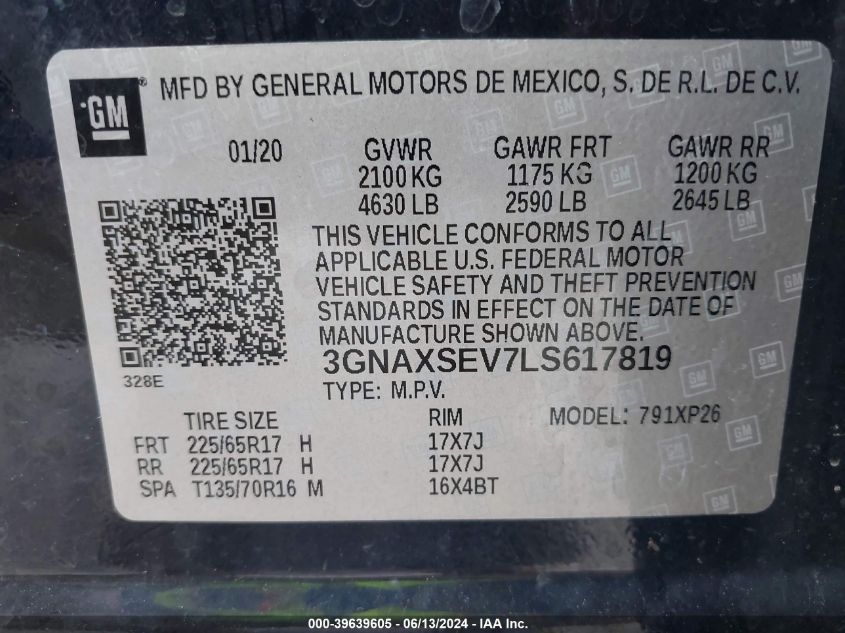 GM® MFD BY GENERAL MOTORS DE MEXICO, S. DE R.L. DE C.V.
01/20 GVWR GAWR FRT GAWR RR
2100 KG 1175 KG 1200 KG
4630 LB 2590 LB 2645 LB
THIS VEHICLE CONFORMS TO ALL
APPLICABLE U.S. FEDERAL MOTOR
VEHICLE SAFETY AND THEFT PREVENTION
STANDARDS IN EFFECT ON THE DATE OF
MANUFACTURE SHOWN ABOVE.
3GNAXSEV7LS617819
328E
TYPE: M.P.V.
TIRE SIZE RIM MODEL: 791XP26
FRT 225/65R17 H 17X7J
RR 225/65R17 H 17X7J
SPA T135/70R16 M 16X4BT
000-39639605 - 06/13/2024 - IAA Inc.